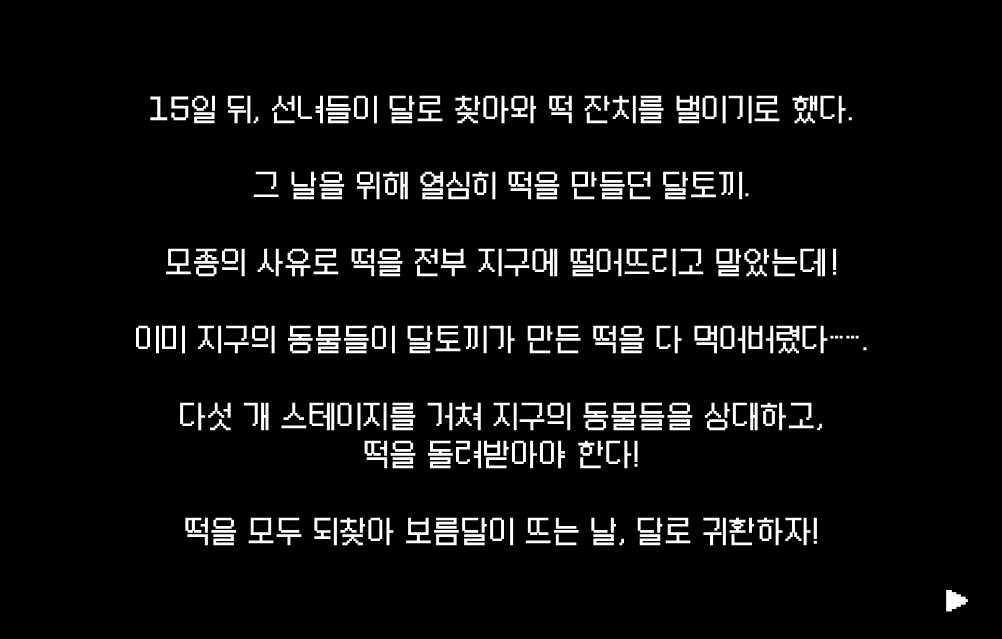 15일 뒤, 선녀들이 달로 찾아와 떡 잔치를 벌이기로 했다.
그 날을 위해 열심히 떡을 만들던 달토끼.
모종의 사유로 떡을 전부 지구에 떨어뜨리고 말았는데!
이미 지구의 동물들이 달토끼가 만든 떡을 다 먹어버렸다…….
다섯 개 스테이지를 거쳐 지구의 동물들을 상대하고,
떡을 돌려받아야 한다!
떡을 모두 되찾아 보름달이 뜨는 날, 달로 귀환하자!